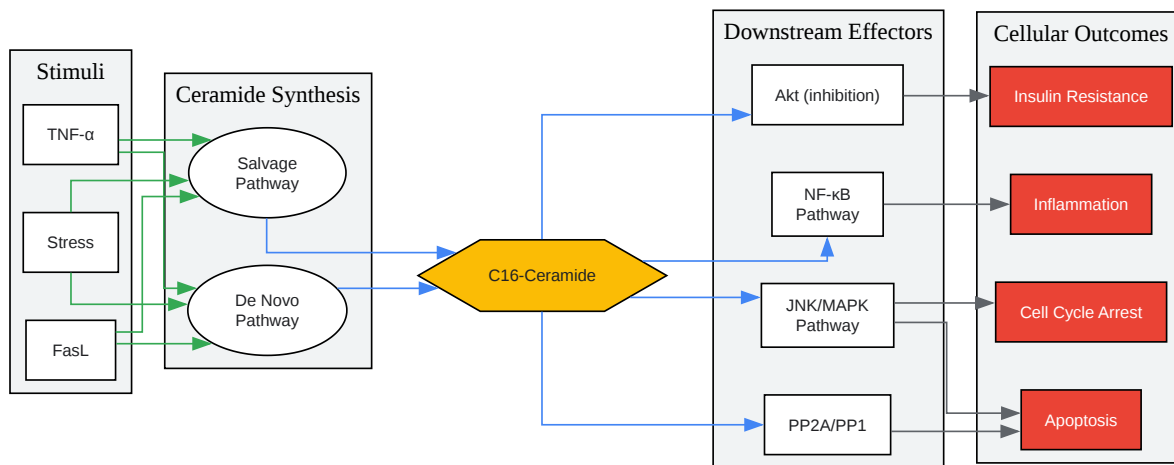 Stimuli
TNF-α
Stress
FasL
Ceramide Synthesis
Salvage
Pathway
De Novo
Pathway
C16-Ceramide
Downstream Effectors
Akt (inhibition)
NF-κB
Pathway
JNK/MAPK
Pathway
PP2A/PP1
Cellular Outcomes
Insulin Resistance
Inflammation
Cell Cycle Arrest
Apoptosis